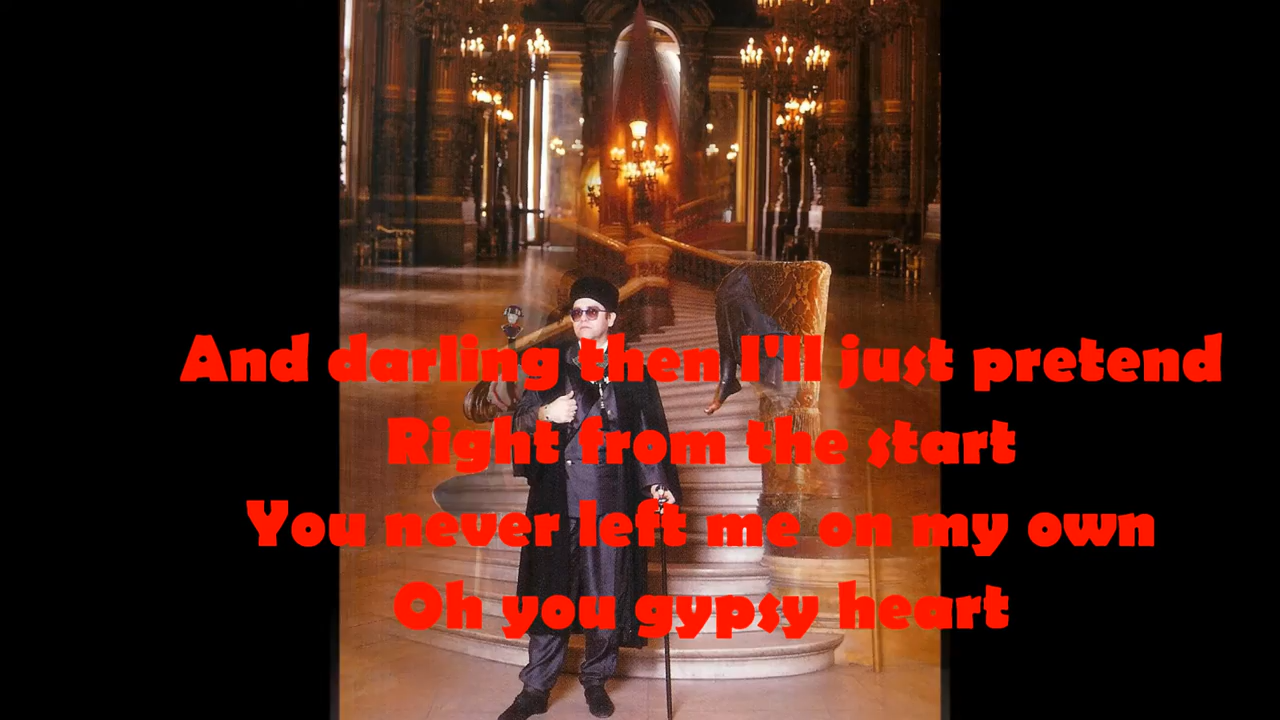 And darling then I'll just pretend
Right from the start
You never left me on my own
Oh you gypsy heart